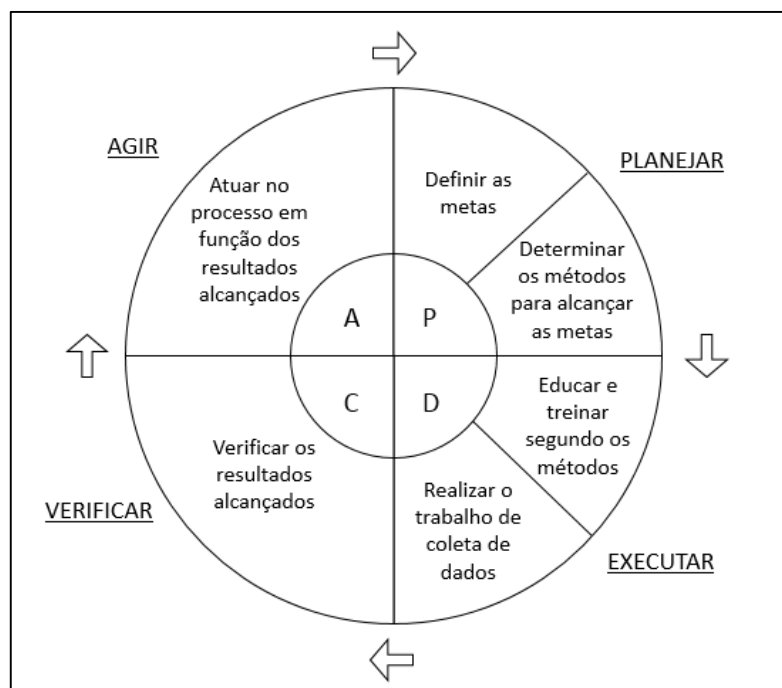 AGIR
PLANEJAR
Atuar no
processo em
função dos
resultados
alcançados
Definir as
metas
Determinar
os métodos
para alcançar
as metas
A
P
C
D
Educar e
treinar
segundo os
métodos
Verificar os
resultados
alcançados
Realizar o
trabalho de
coleta de
dados
VERIFICAR
EXECUTAR